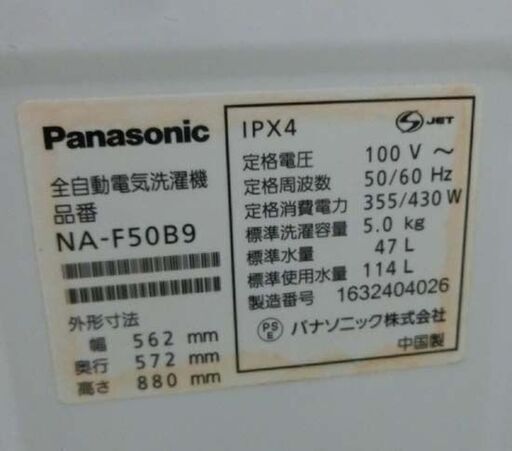 Panasonic
全自動電気洗濯機
品番
NA-F50B9
外形寸法
幅 562 mm
奥行 572 mm
高さ 880 mm
IPX4
S JET
定格電圧 100 V ～
定格周波数 50/60 Hz
定格消費電力 355/430 W
標準洗濯容量 5.0 kg
標準水量 47 L
標準使用水量 114 L
製造番号 1632404026
PS E パナソニック株式会社
中国製